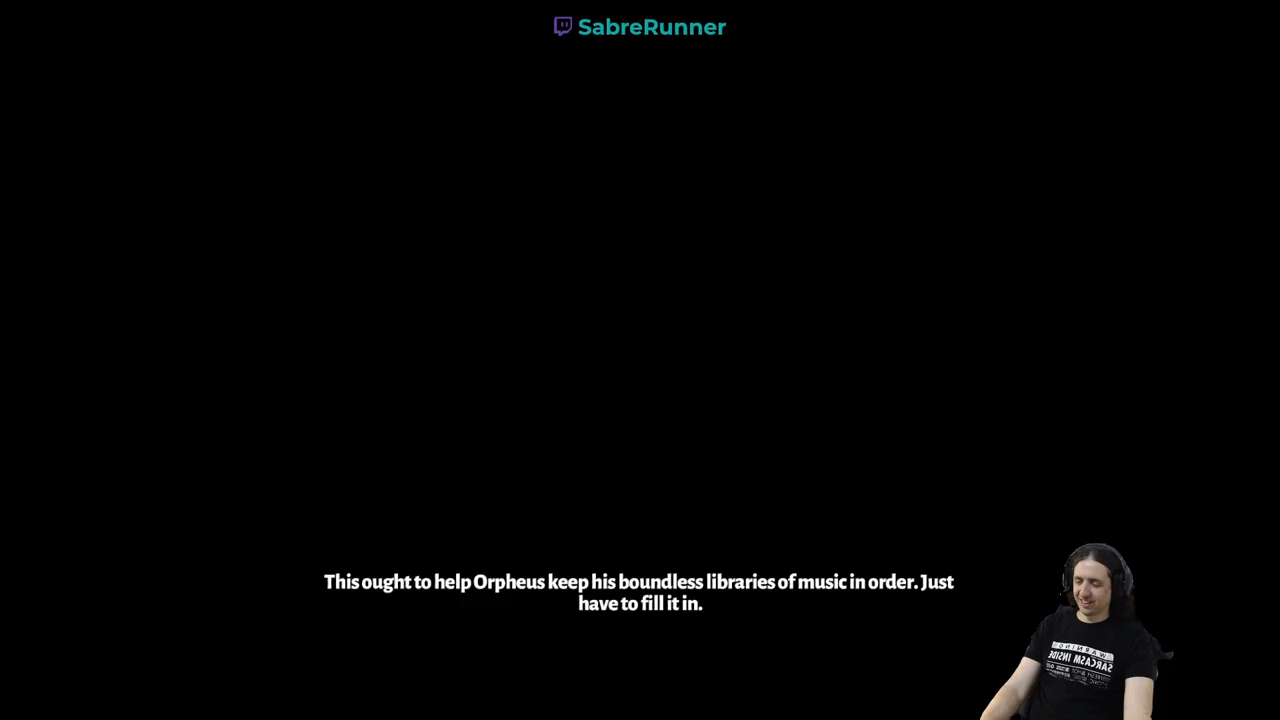 SabreRunner
This ought to help Orpheus keep his boundless libraries of music in order. Just
have to fill it in.
WARNING
SARCASM INSIDE